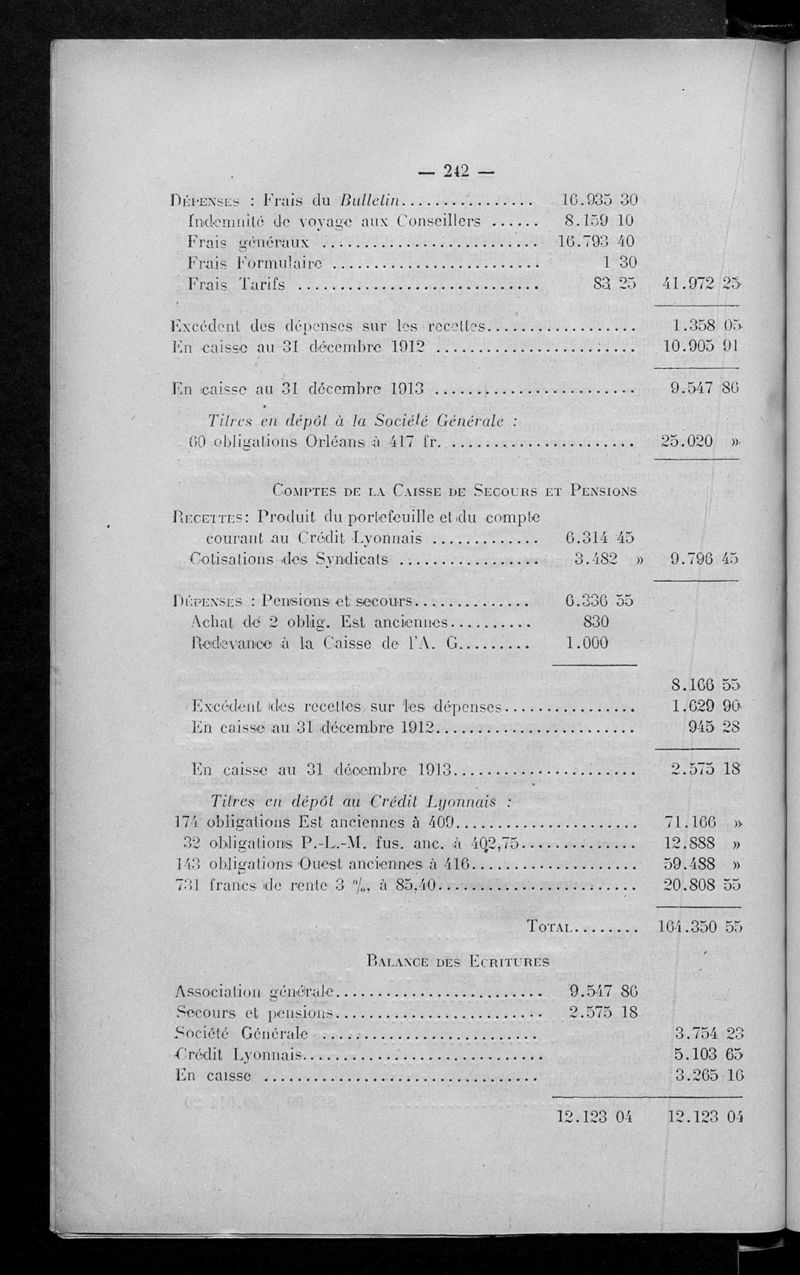 — 242 —
DÉPENSES : Frais du Bulletin................ 16.935 30
Indemnité de voyage aux Conseillers ...... 8.159 10
Frais généraux .......................... 16.793 40
Frais Formulaire .......................... 1 30
Frais Tarifs ............................. 83 25 41.972 25
Excédent des dépenses sur les recettes.................. 1.358 05
En caisse au 31 décembre 1912 ........................ 10.905 91
En caisse au 31 décembre 1913 ........................ 9.547 86
Titres en dépôt à la Société Générale :
60 obligations Orléans à 417 fr. ....................... 25.020 »
COMPTES DE LA CAISSE DE SECOURS ET PENSIONS
RECETTES: Produit du portefeuille et du compte
courant au Crédit Lyonnais ............. 6.314 45
Cotisations des Syndicats ................. 3.482 » 9.796 45
DÉPENSES : Pensions et secours.............. 6.336 55
Achat de 2 oblig. Est anciennes.......... 830
Redevance à la Caisse de l'A. G......... 1.000
8.166 55
Excédent des recettes sur les dépenses................ 1.629 90
En caisse au 31 décembre 1912........................ 945 28
En caisse au 31 décembre 1913...................... 2.575 18
Titres en dépôt au Crédit Lyonnais :
174 obligations Est anciennes à 409...................... 71.166 »
32 obligations P.-L.-M. fus. anc. à 402,75.............. 12.888 »
143 obligations Ouest anciennes à 416.................... 59.488 »
731 francs de rente 3 %, à 85,40........................ 20.808 55
TOTAL........ 164.350 55
BALANCE DES ECRITURES
Association générale......................... 9.547 86
Secours et pensions......................... 2.575 18
Société Générale .......................... 3.754 23
Crédit Lyonnais............................. 5.103 65
En caisse ................................. 3.265 16
12.123 04 12.123 04